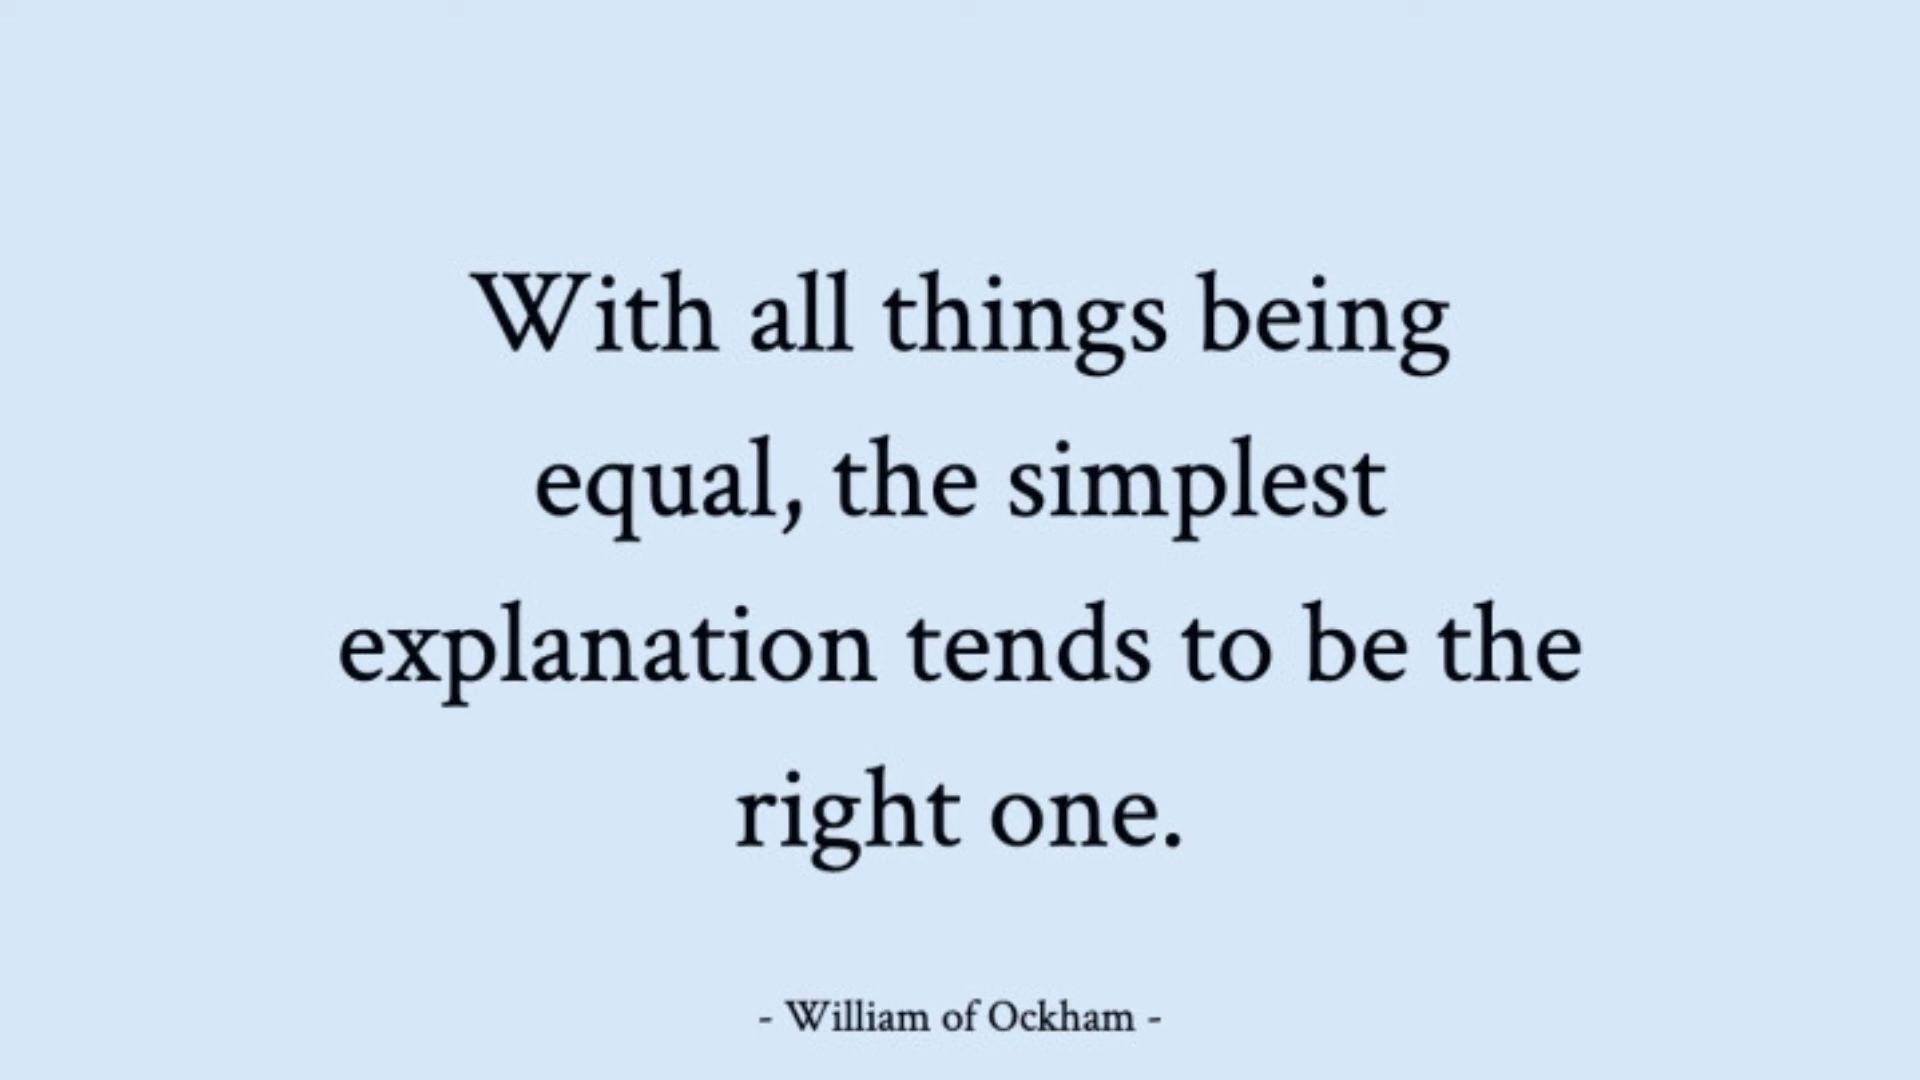 With all things being
equal, the simplest
explanation tends to be the
right one.
- William of Ockham -